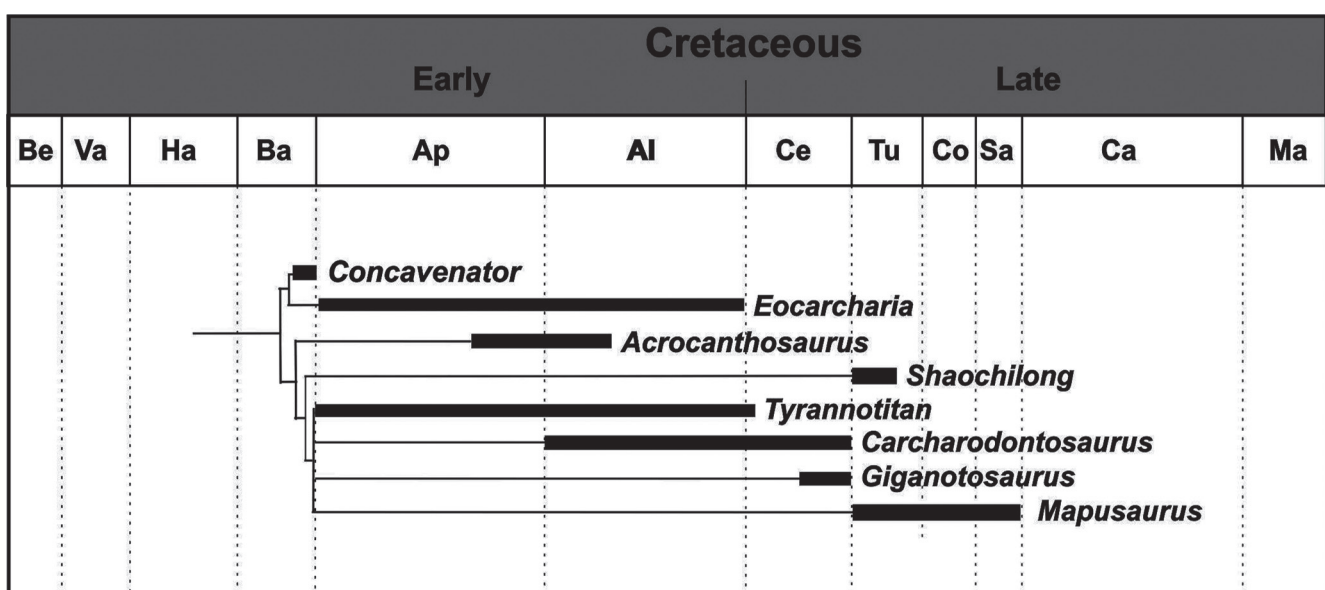 Cretaceous
Early Late
Be Va Ha Ba Ap Al Ce Tu Co Sa Ca Ma
Concavenator
Eocarcharia
Acrocanthosaurus
Shaochilong
Tyrannotitan
Carcharodontosaurus
Giganotosaurus
Mapusaurus